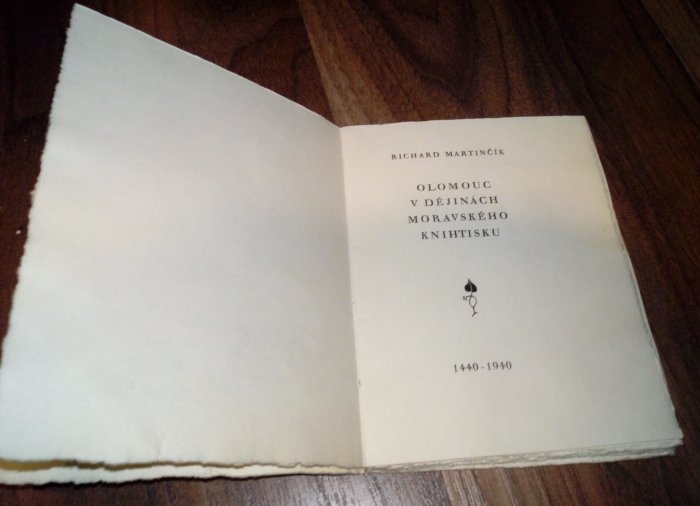 RICHARD MARTINČÍK
OLOMOUC
V DĚJINÁCH
MORAVSKÉHO
KNIHTISKU
1440-1940